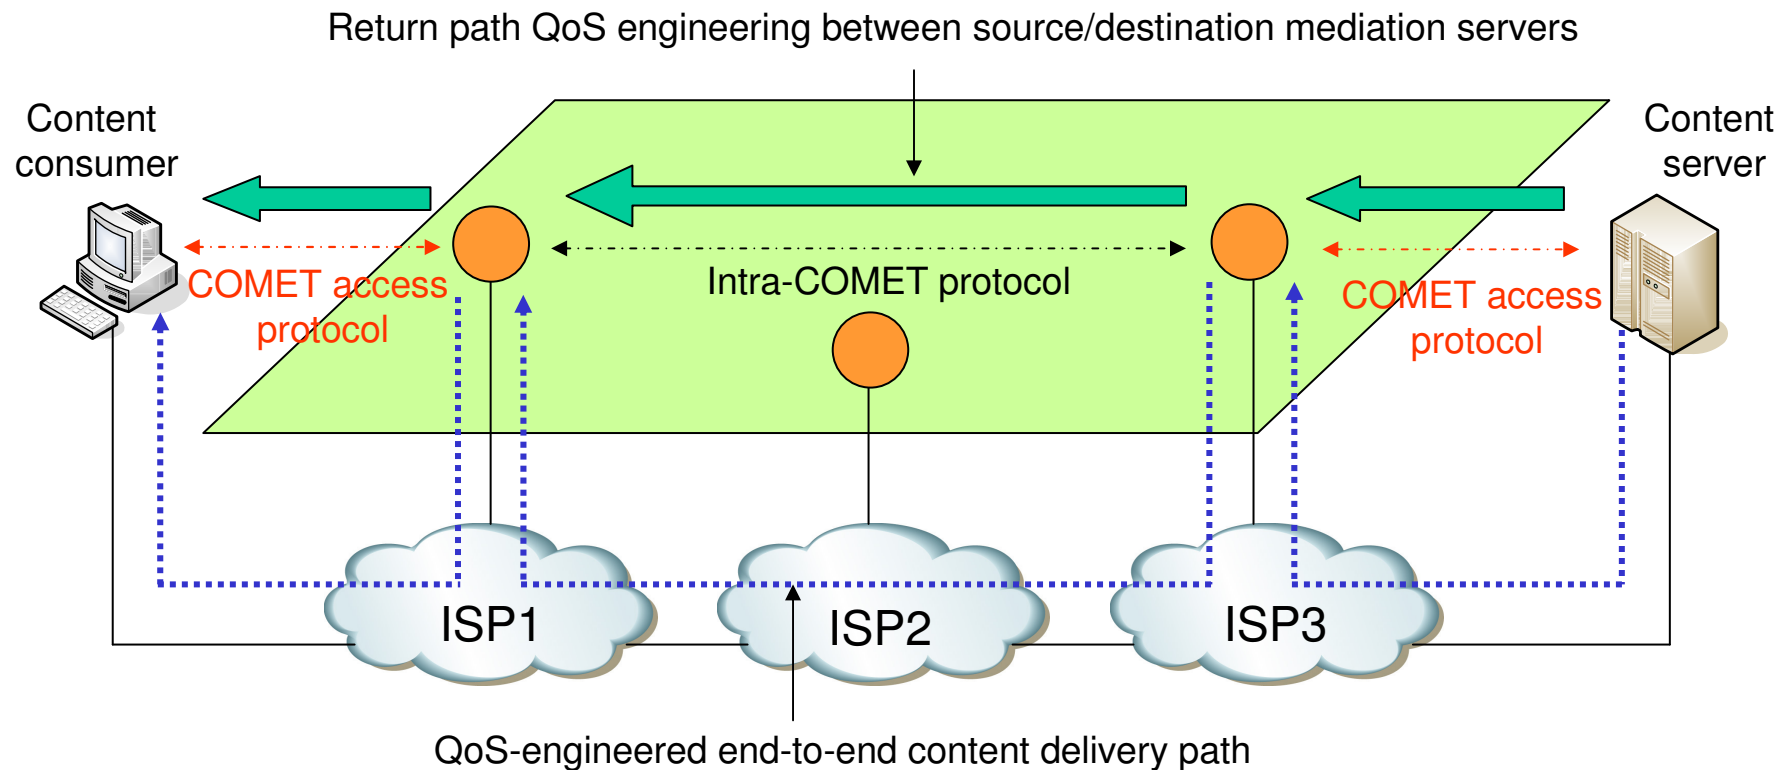 Return path QoS engineering between source/destination mediation servers
Content
consumer
Content
server
COMET access
protocol
Intra-COMET protocol
COMET access
protocol
ISP1
ISP2
ISP3
QoS-engineered end-to-end content delivery path